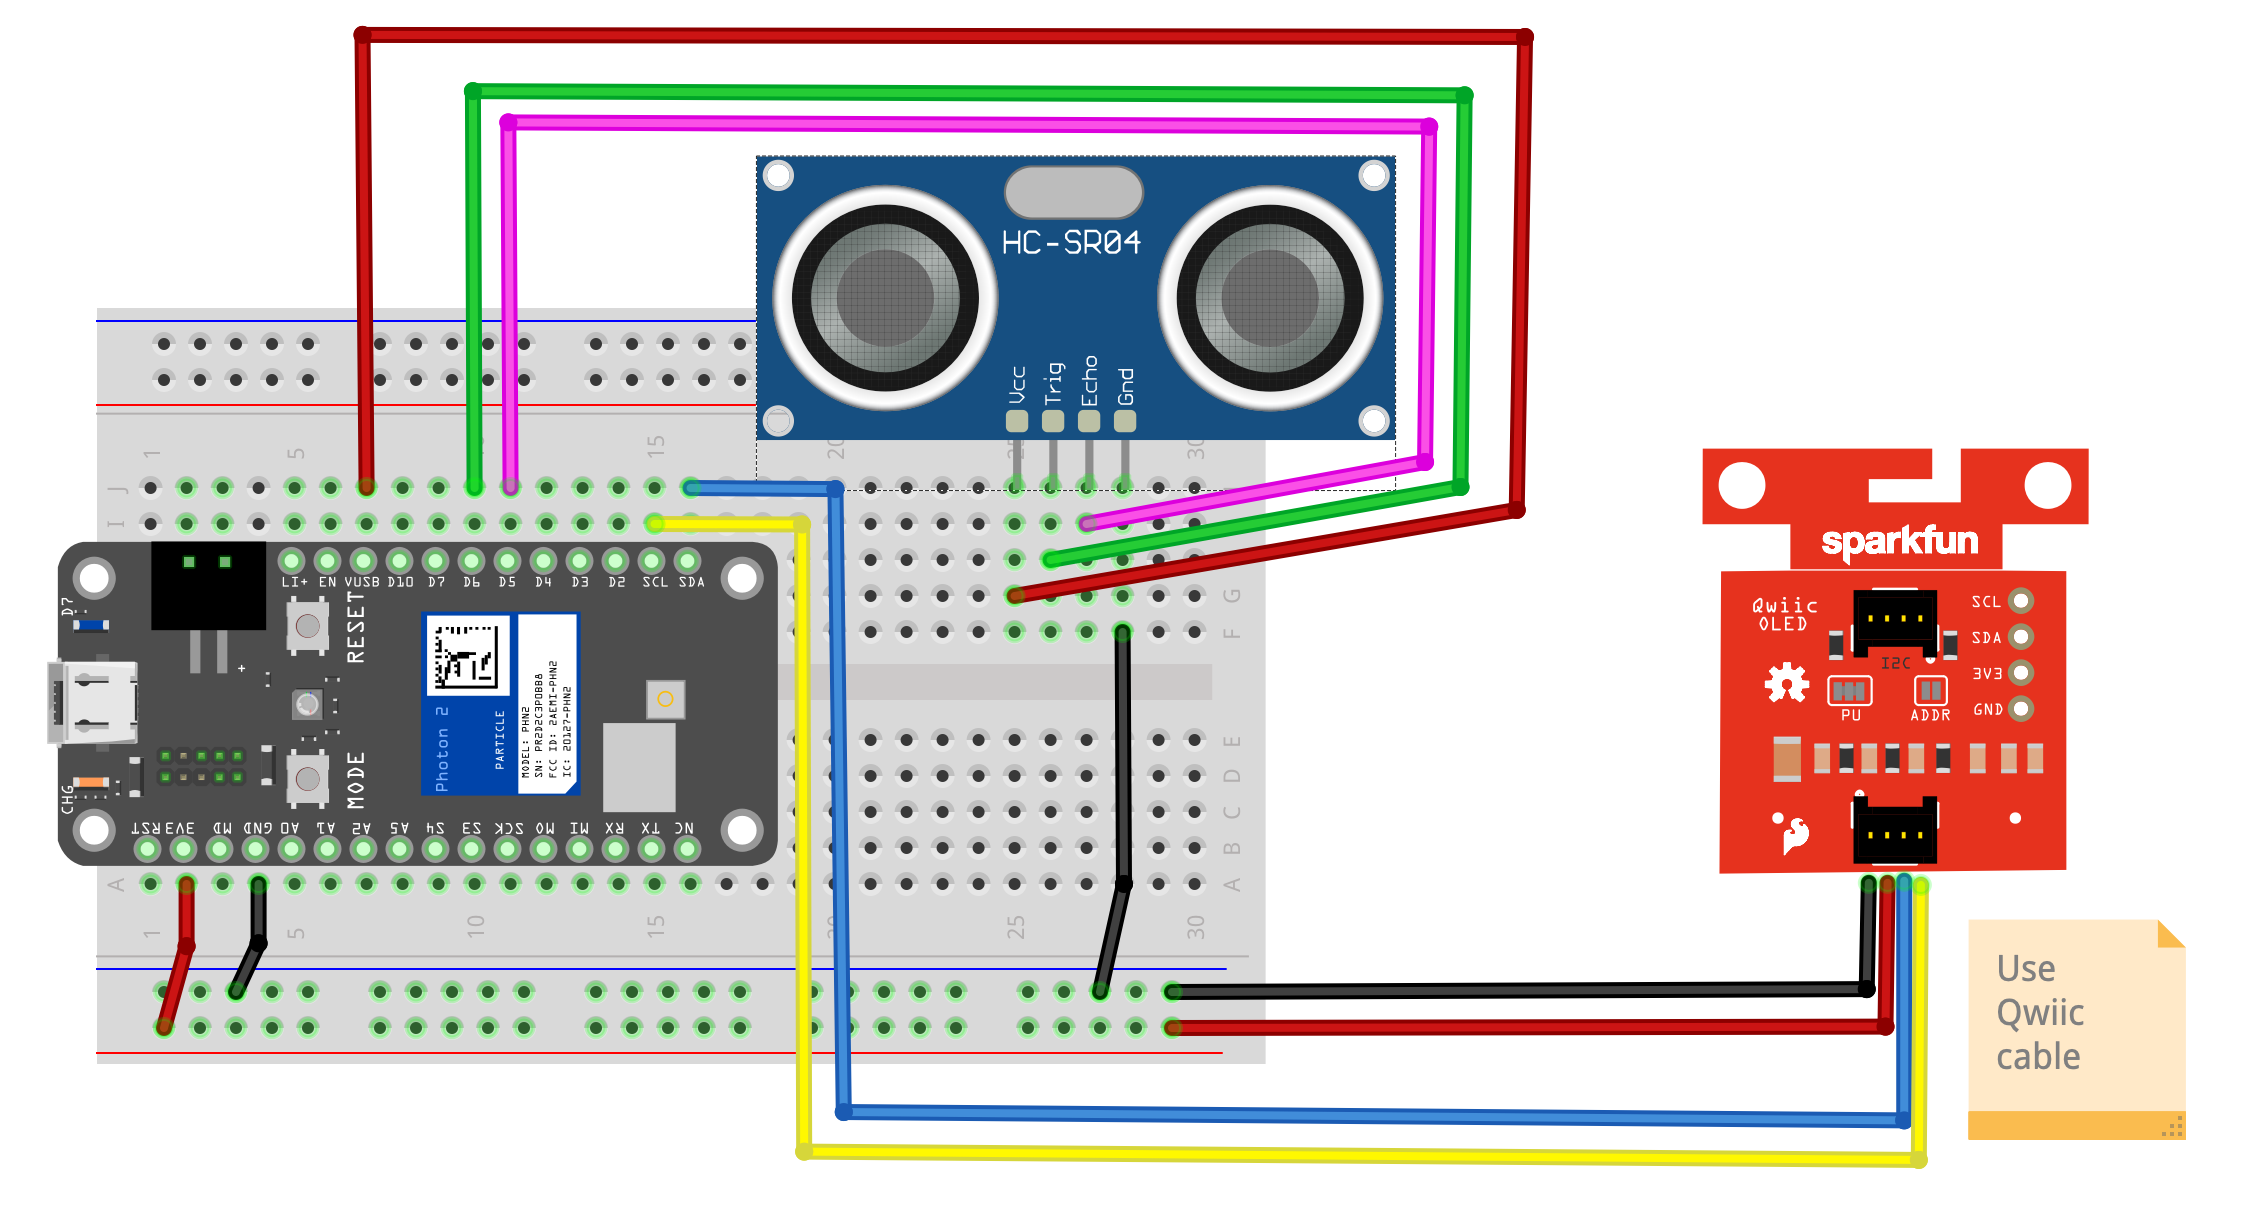 HC-SR04
Vcc
Trig
Echo
Gnd
1
5
10
15
20
25
30
J
I
LI+ EN VUSB D10 D7 D6 D5 D4 D3 D2 SCL SDA
D7
RESET
G
F
+
Photon 2
PARTICLE
MODEL: PHN2
SN: PR2D2C3POBB8
FCC ID: 2AEMI-PHN2
IC: 20127-PHN2
MODE
CHG
RST 3V3 MD GND A0 A1 A2 A5 S4 S3 SCK MO MI RX TX NC
E
D
C
B
A
A
1
5
10
15
20
25
30
sparkfun
Qwiic
OLED
I2C
SCL
SDA
3V3
GND
PU
ADDR
Use
Qwiic
cable